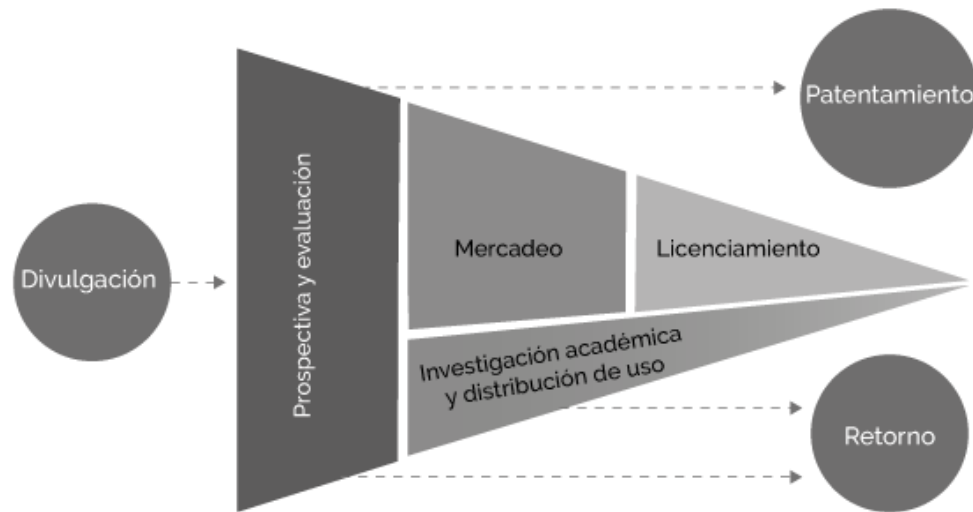 Patentamiento
Divulgación
Prospectiva y evaluación
Mercadeo
Licenciamiento
Investigación académica
y distribución de uso
Retorno